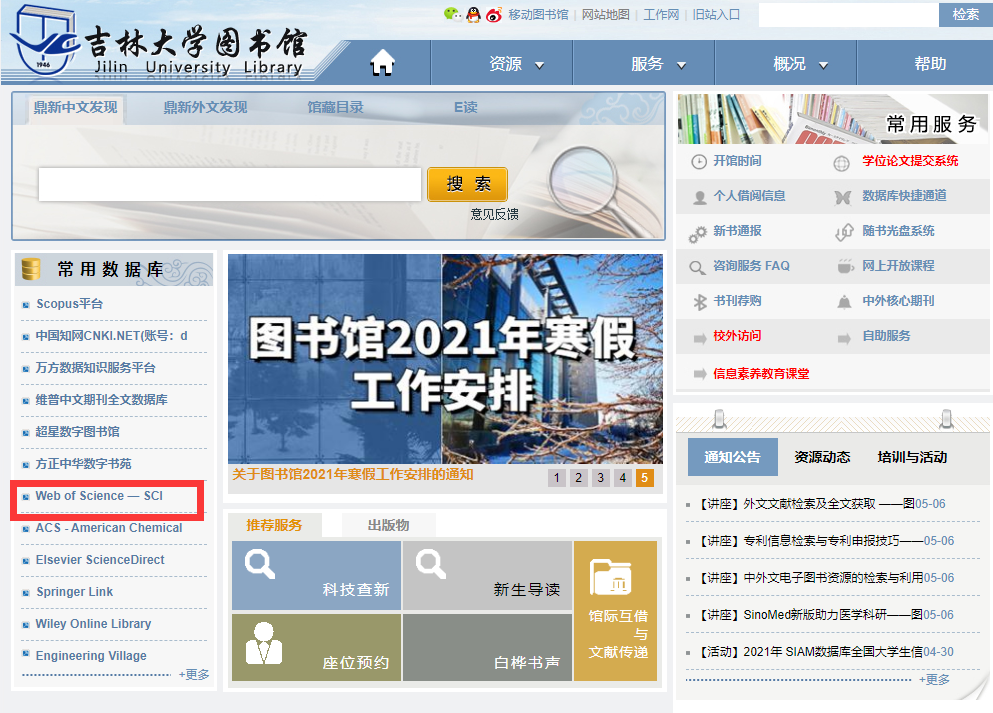 移动图书馆 | 网站地图 | 工作网 | 旧站入口
检索
吉林大学图书馆
Jilin University Library
1946
资源
服务
概况
帮助
鼎新中文发现
鼎新外文发现
馆藏目录
E读
搜 索
意见反馈
常用数据库
Scopus平台
中国知网CNKI.NET(账号：d
万方数据知识服务平台
维普中文期刊全文数据库
超星数字图书馆
方正中华数字书苑
Web of Science — SCI
ACS - American Chemical
Elsevier ScienceDirect
Springer Link
Wiley Online Library
Engineering Village
+更多
图书馆2021年寒假
工作安排
关于图书馆2021年寒假工作安排的通知
1 2 3 4 5
推荐服务
出版物
科技查新
新生导读
馆际互借
与
文献传递
座位预约
白桦书声
常用服务
开馆时间
学位论文提交系统
个人借阅信息
数据库快捷通道
新书通报
随书光盘系统
咨询服务 FAQ
网上开放课程
书刊荐购
中外核心期刊
校外访问
自助服务
信息素养教育课堂
通知公告
资源动态
培训与活动
【讲座】外文文献检索及全文获取 ——图05-06
【讲座】专利信息检索与专利申报技巧——05-06
【讲座】中外文电子图书资源的检索与利用05-06
【讲座】SinoMed新版助力医学科研——图05-06
【活动】2021年 SIAM数据库全国大学生信04-30
+更多